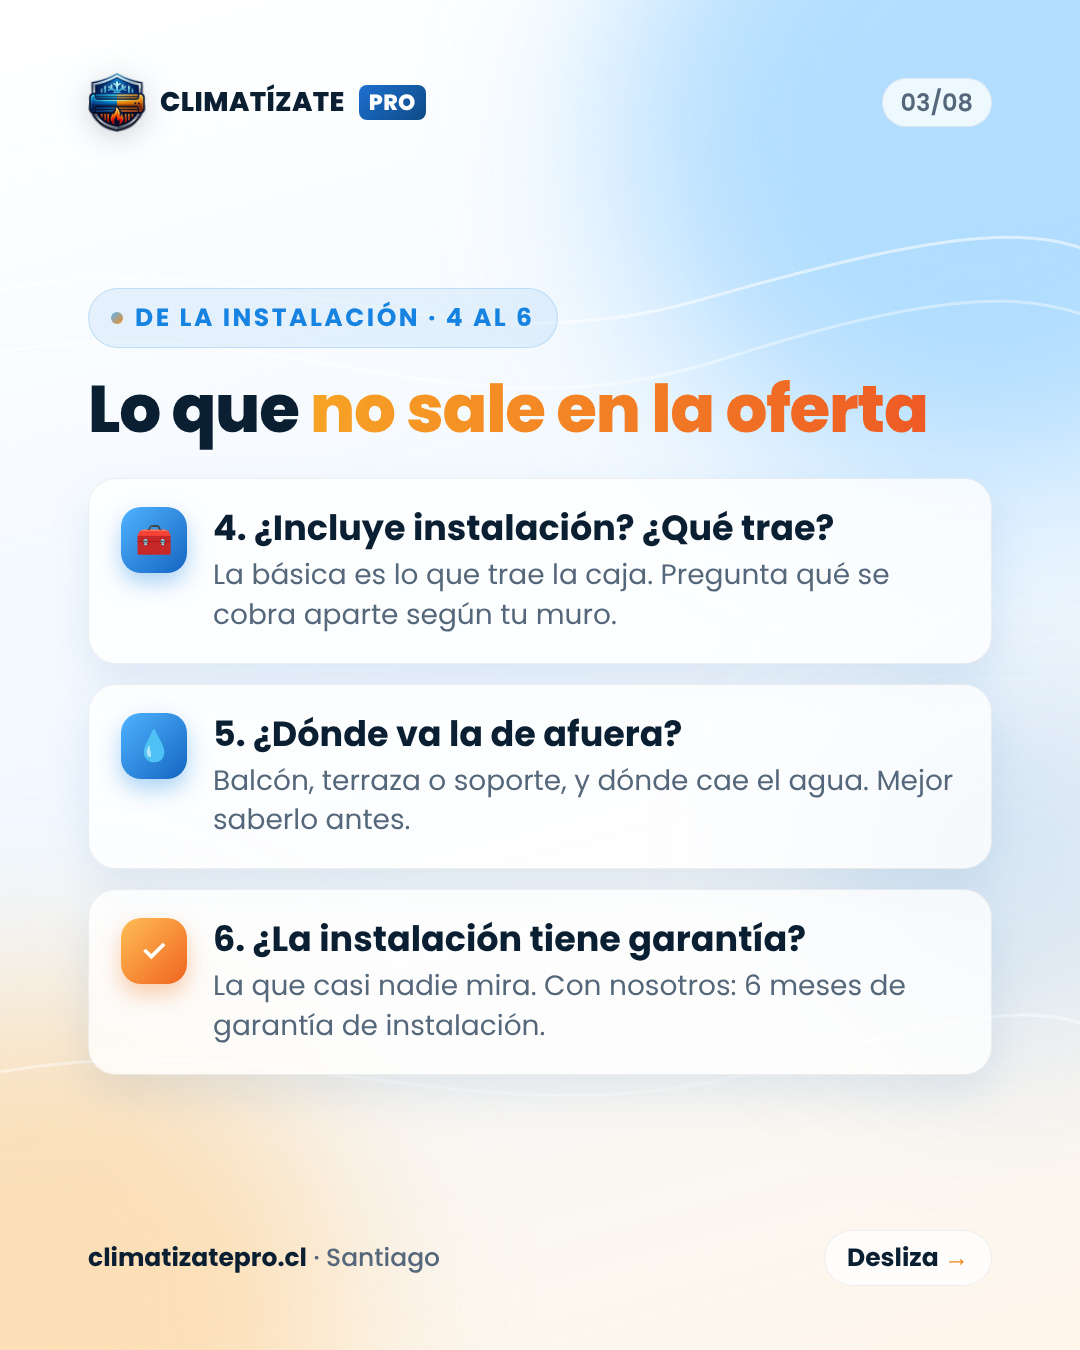 CLIMATÍZATE PRO
03/08
DE LA INSTALACIÓN · 4 AL 6
Lo que no sale en la oferta
4. ¿Incluye instalación? ¿Qué trae?
La básica es lo que trae la caja. Pregunta qué se
cobra aparte según tu muro.
5. ¿Dónde va la de afuera?
Balcón, terraza o soporte, y dónde cae el agua. Mejor
saberlo antes.
6. ¿La instalación tiene garantía?
La que casi nadie mira. Con nosotros: 6 meses de
garantía de instalación.
climatizatepro.cl · Santiago
Desliza →